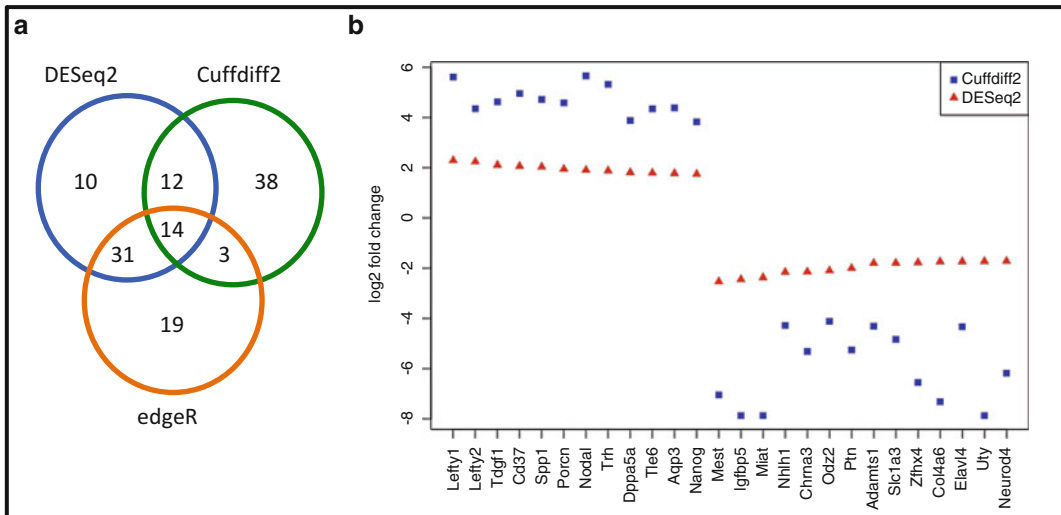 a
DESeq2
Cuffdiff2
10
12
38
14
31
3
19
edgeR
b
log2 fold change
6
4
2
0
-2
-4
-6
-8
Cuffdiff2
DESeq2
Lefty1
Lefty2
Tdgf1
Cd37
Spp1
Porcn
Nodal
Trh
Dppa5a
Tle6
Aqp3
Nanog
Mest
Igfbp5
Miat
Nhlh1
Chrna3
Odz2
Ptn
Adamts1
Slc1a3
Zfhx4
Col4a6
Elavl4
Uty
Neurod4